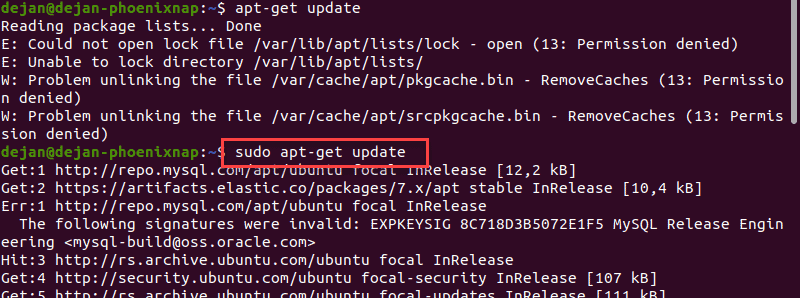 dejan@dejan-phoenixnap:~$ apt-get update
Reading package lists... Done
E: Could not open lock file /var/lib/apt/lists/lock - open (13: Permission denied)
E: Unable to lock directory /var/lib/apt/lists/
W: Problem unlinking the file /var/cache/apt/pkgcache.bin - RemoveCaches (13: Permissio
n denied)
W: Problem unlinking the file /var/cache/apt/srcpkgcache.bin - RemoveCaches (13: Permis
sion denied)
dejan@dejan-phoenixnap:~$ sudo apt-get update
Get:1 http://repo.mysql.com/apt/ubuntu focal InRelease [12,2 kB]
Get:2 https://artifacts.elastic.co/packages/7.x/apt stable InRelease [10,4 kB]
Err:1 http://repo.mysql.com/apt/ubuntu focal InRelease
  The following signatures were invalid: EXPKEYSIG 8C718D3B5072E1F5 MySQL Release Engin
eering <mysql-build@oss.oracle.com>
Hit:3 http://rs.archive.ubuntu.com/ubuntu focal InRelease
Get:4 http://security.ubuntu.com/ubuntu focal-security InRelease [107 kB]
Get:5 http://rs.archive.ubuntu.com/ubuntu focal-updates InRelease [111 kB]